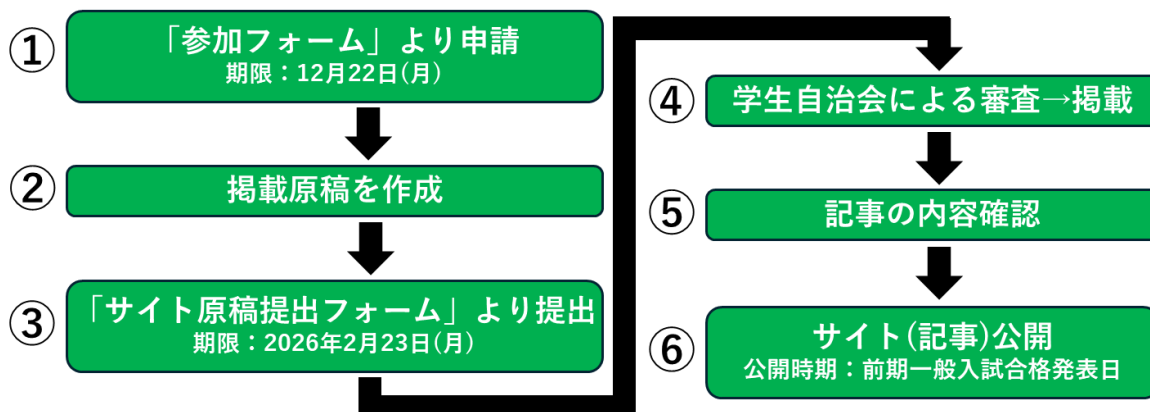 ①
「参加フォーム」より申請
期限：12月22日(月)
②
掲載原稿を作成
③
「サイト原稿提出フォーム」より提出
期限：2026年2月23日(月)
④
学生自治会による審査→掲載
⑤
記事の内容確認
⑥
サイト(記事)公開
公開時期：前期一般入試合格発表日